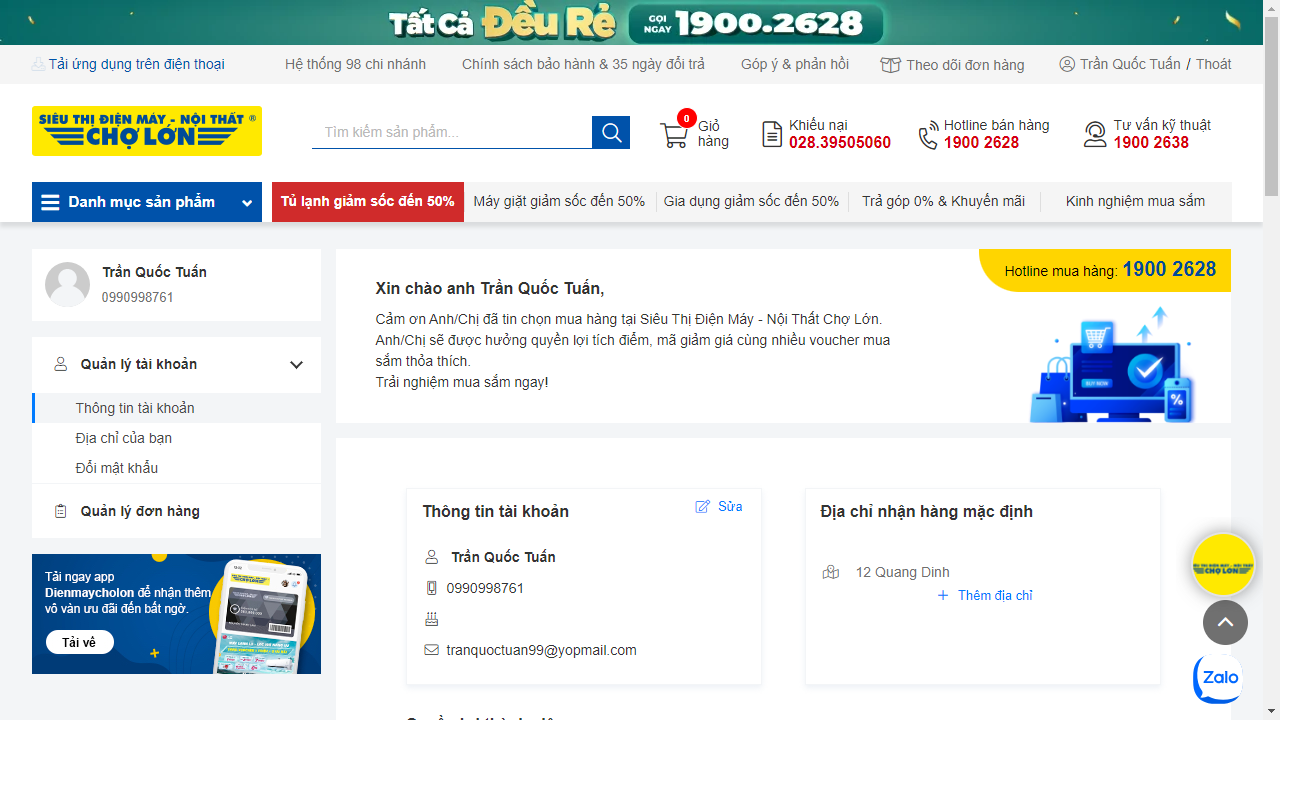 Tất Cả Đều Rẻ GỌI NGAY 1900.2628
Tải ứng dụng trên điện thoại
Hệ thống 98 chi nhánh
Chính sách bảo hành & 35 ngày đổi trả
Góp ý & phản hồi
Theo dõi đơn hàng
Trần Quốc Tuấn / Thoát
SIÊU THỊ ĐIỆN MÁY - NỘI THẤT ®
CHỢ LỚN
Tìm kiếm sản phẩm...
0
Giỏ
hàng
Khiếu nại
028.39505060
Hotline bán hàng
1900 2628
Tư vấn kỹ thuật
1900 2638
Danh mục sản phẩm
Tủ lạnh giảm sốc đến 50%
Máy giặt giảm sốc đến 50%
Gia dụng giảm sốc đến 50%
Trả góp 0% & Khuyến mãi
Kinh nghiệm mua sắm
Trần Quốc Tuấn
0990998761
Quản lý tài khoản
Thông tin tài khoản
Địa chỉ của bạn
Đổi mật khẩu
Quản lý đơn hàng
Tải ngay app
Dienmaycholon để nhận thêm
vô vàn ưu đãi đến bất ngờ.
Tải về
Hotline mua hàng: 1900 2628
Xin chào anh Trần Quốc Tuấn,
Cảm ơn Anh/Chị đã tin chọn mua hàng tại Siêu Thị Điện Máy - Nội Thất Chợ Lớn.
Anh/Chị sẽ được hưởng quyền lợi tích điểm, mã giảm giá cùng nhiều voucher mua
sắm thỏa thích.
Trải nghiệm mua sắm ngay!
BUY NOW
%
Thông tin tài khoản
Sửa
Trần Quốc Tuấn
0990998761
tranquoctuan99@yopmail.com
Địa chỉ nhận hàng mặc định
12 Quang Dinh
+ Thêm địa chỉ
SIÊU THỊ ĐIỆN MÁY - NỘI THẤT
CHỢ LỚN
Zalo